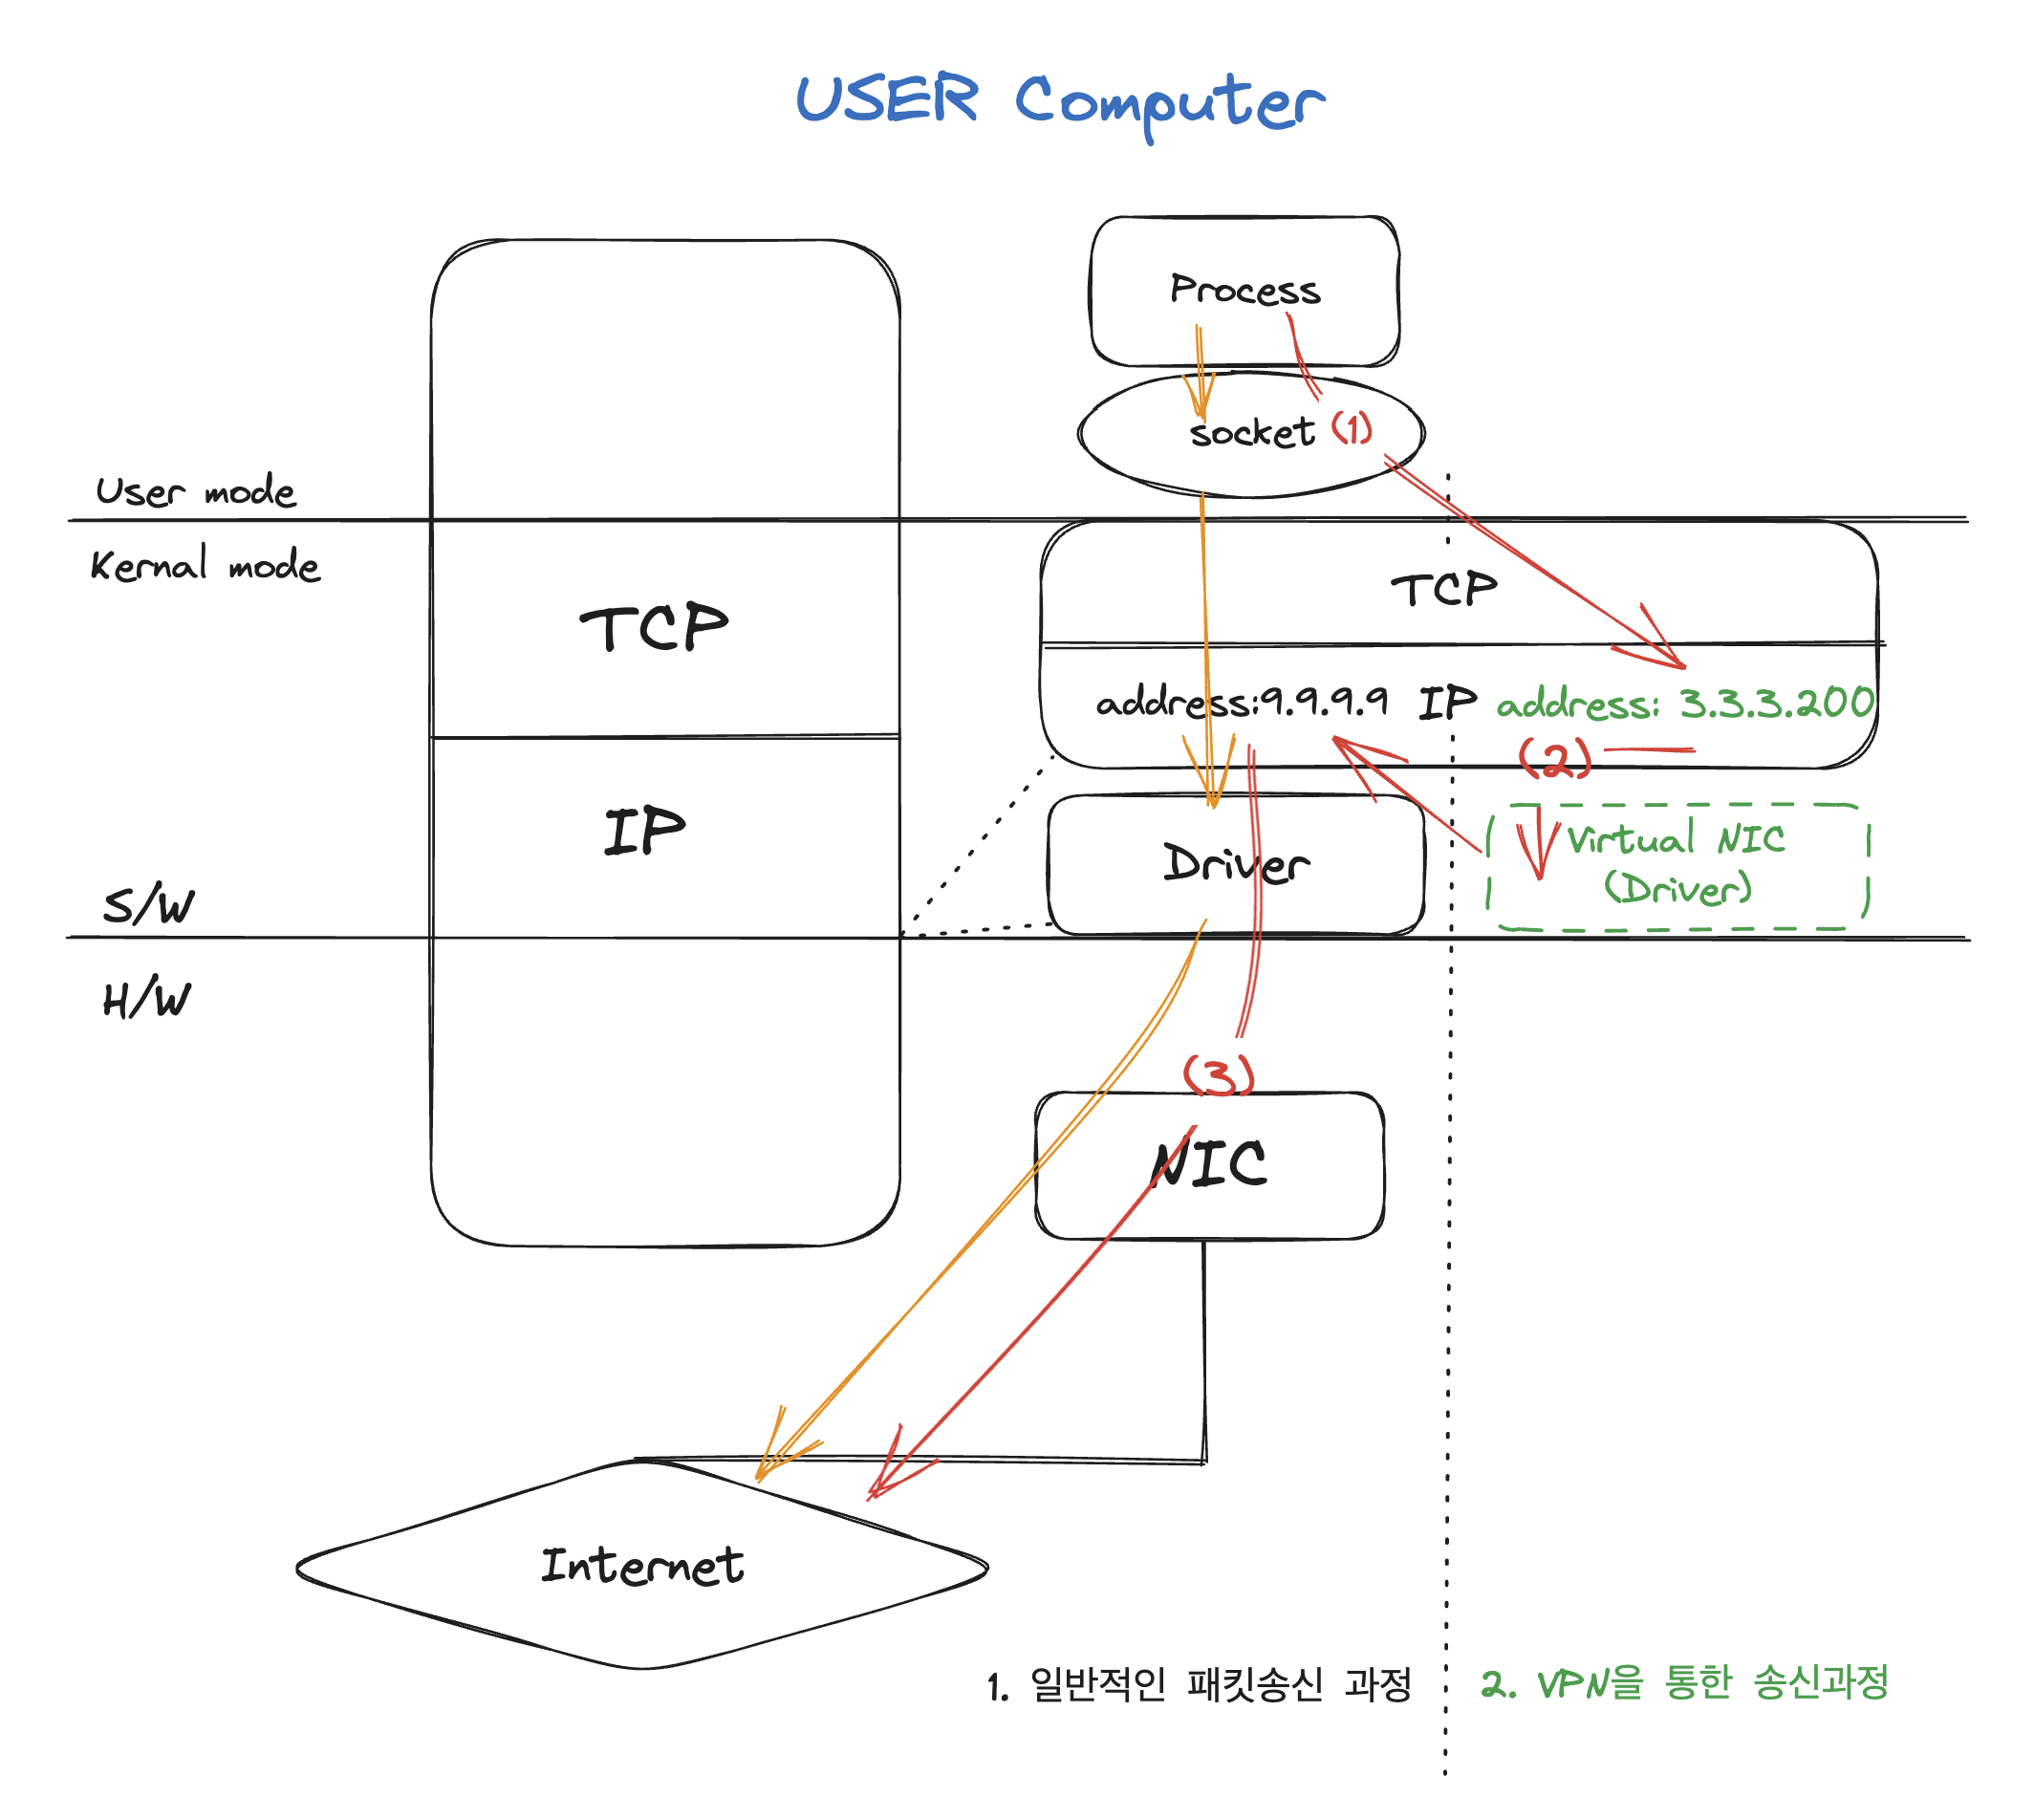 USER Computer
Process
socket (1)
User mode
Kernal mode
TCP
TCP
address:9.9.9.9 IP address: 3.3.3.200
(2)
IP
Driver
Virtual NIC
(Driver)
S/W
H/W
(3)
NIC
Internet
1. 일반적인 패킷송신 과정
2. VPN을 통한 송신과정